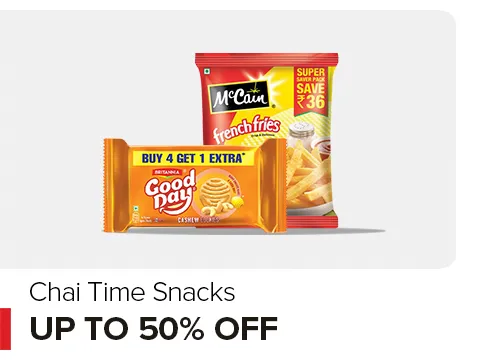 McCain
SUPER
SAVER PACK
SAVE
₹36
french fries
BUY 4 GET 1 EXTRA*
BRITANNIA
Good
Day
CASHEW COOKIES
Chai Time Snacks
UP TO 50% OFF